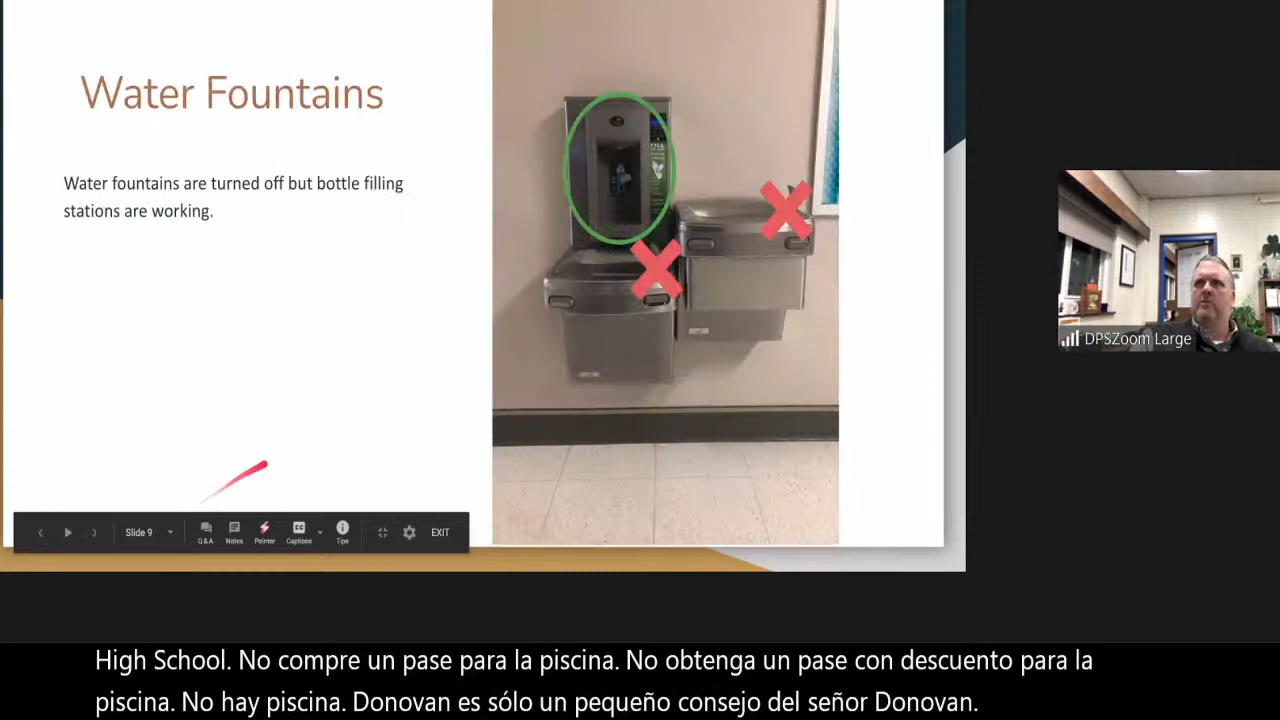 Water Fountains
Water fountains are turned off but bottle filling
stations are working.
Slide 9
Q&A
Notes
Pointer
Captions
Tips
EXIT
DPSZoom Large
High School. No compre un pase para la piscina. No obtenga un pase con descuento para la
piscina. No hay piscina. Donovan es sólo un pequeño consejo del señor Donovan.